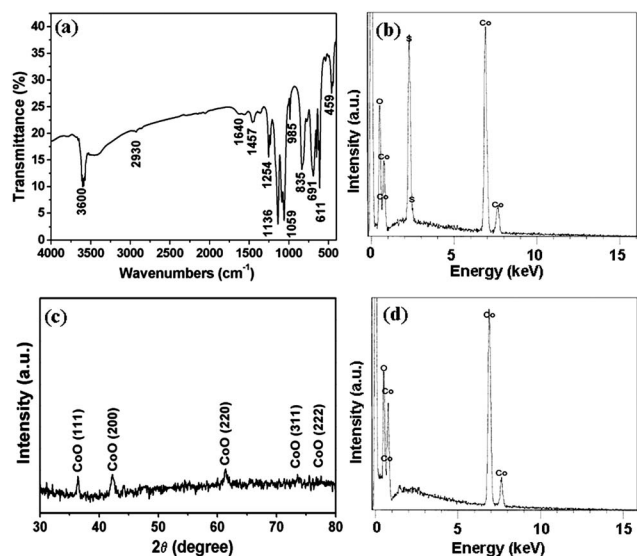 (a)
Transmittance (%)
40
35
30
25
20
15
10
5
0
3600
2930
1640
1457
1254
1136
1059
985
835
691
611
459
4000 3500 3000 2500 2000 1500 1000 500
Wavenumbers (cm⁻¹)
(b)
Intensity (a.u.)
O
Co
Co
S
S
Co
Co
0 5 10 15
Energy (keV)
(c)
Intensity (a.u.)
CoO (111)
CoO (200)
CoO (220)
CoO (311)
CoO (222)
30 40 50 60 70 80
2θ (degree)
(d)
Intensity (a.u.)
O
Co
Co
Co
Co
0 5 10 15
Energy (keV)